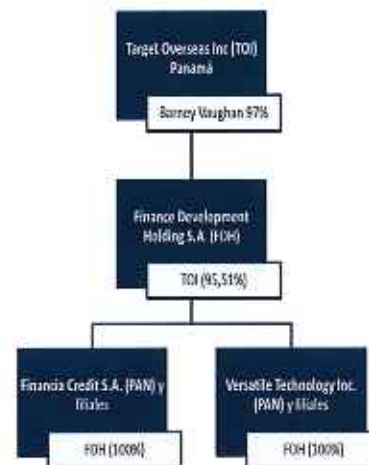 Target Overseas Inc (TOI)
Panamá
Barney Vaughan 97%
Finance Development
Holding S.A. (FDH)
TOI (95,51%)
Financia Credit S.A. (PAN) y
filiales
FDH (100%)
Versatile Technology Inc.
(PAN) y filiales
FDH (100%)